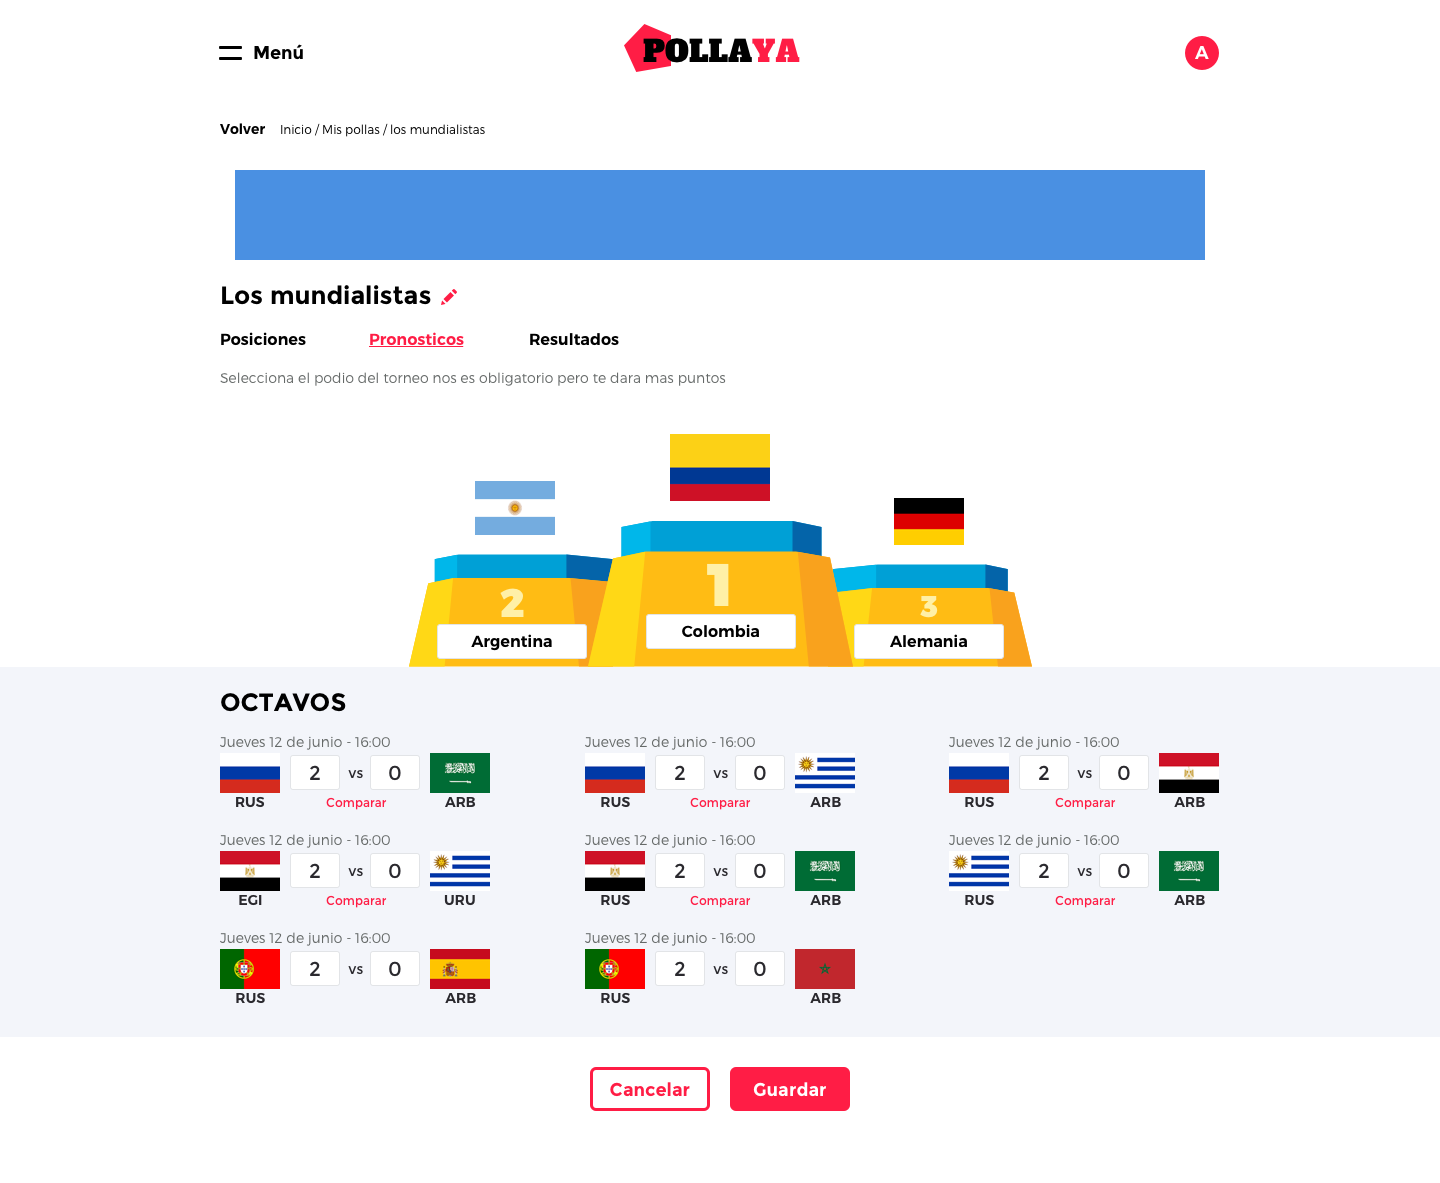 Menú
POLLAYA
A
Volver Inicio / Mis pollas / los mundialistas
Los mundialistas
Posiciones Pronosticos Resultados
Selecciona el podio del torneo nos es obligatorio pero te dara mas puntos
2 1 3
Argentina Colombia Alemania
OCTAVOS
Jueves 12 de junio - 16:00 Jueves 12 de junio - 16:00 Jueves 12 de junio - 16:00
2 vs 0 2 vs 0 2 vs 0
RUS Comparar ARB RUS Comparar ARB RUS Comparar ARB
Jueves 12 de junio - 16:00 Jueves 12 de junio - 16:00 Jueves 12 de junio - 16:00
2 vs 0 2 vs 0 2 vs 0
EGI Comparar URU RUS Comparar ARB RUS Comparar ARB
Jueves 12 de junio - 16:00 Jueves 12 de junio - 16:00
2 vs 0 2 vs 0
RUS ARB RUS ARB
Cancelar Guardar